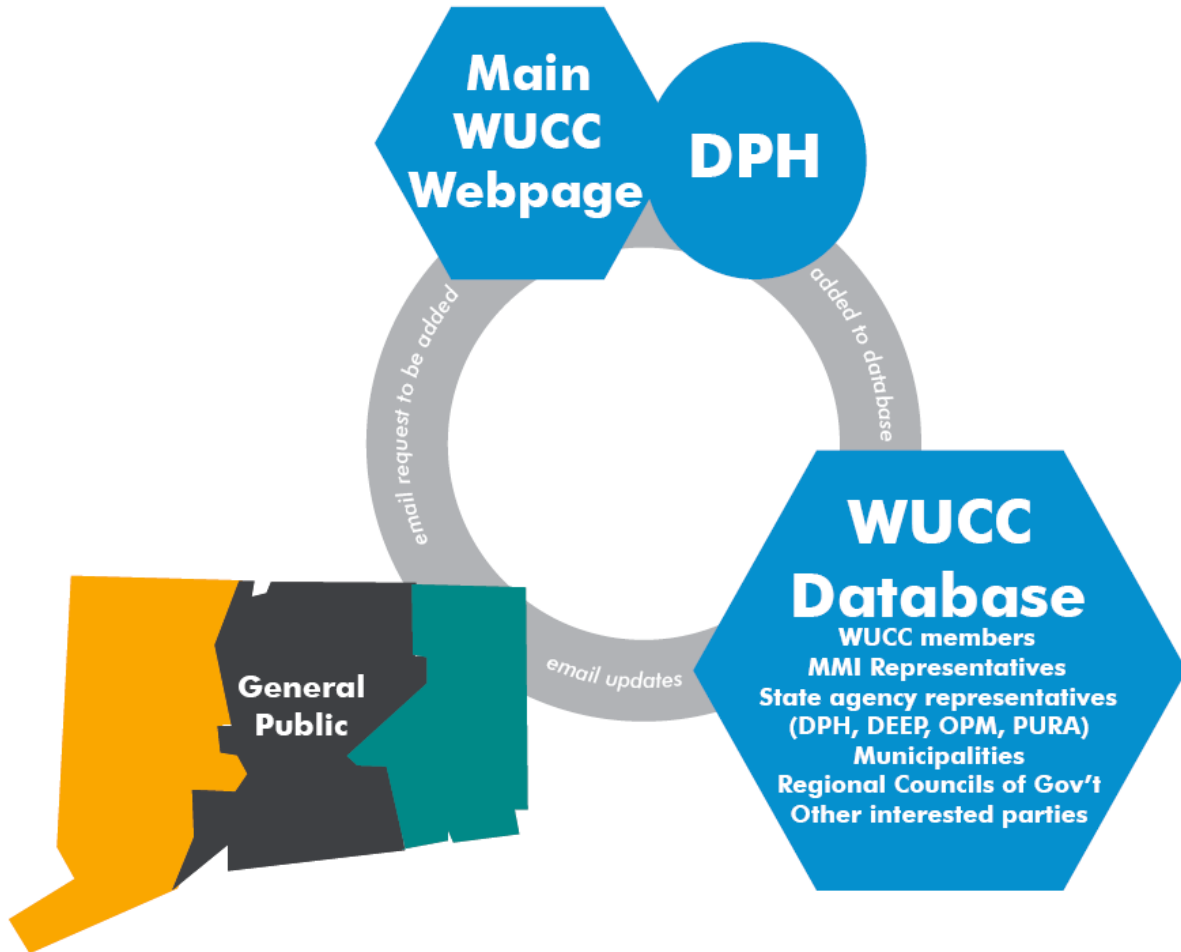 Main
WUCC
Webpage
DPH
email request to be added
added to database
WUCC
Database
WUCC members
MMI Representatives
State agency representatives
(DPH, DEEP, OPM, PURA)
Municipalities
Regional Councils of Gov't
Other interested parties
email updates
General
Public